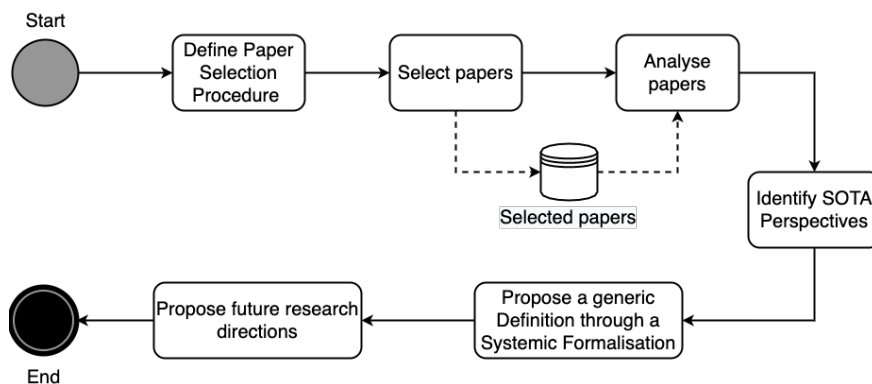 Start
Define Paper
Selection
Procedure
Select papers
Analyse
papers
Selected papers
Identify SOTA
Perspectives
Propose a generic
Definition through a
Systemic Formalisation
Propose future research
directions
End